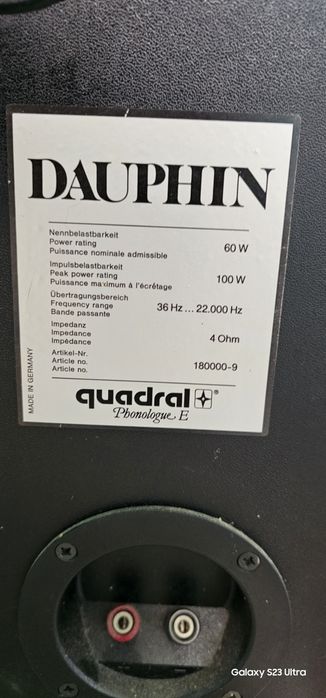 DAUPHIN
Nennbelastbarkeit
Power rating
Puissance nominale admissible
60 W
Impulsbelastbarkeit
Peak power rating
Puissance maximum à l'écrétage
100 W
Übertragungsbereich
Frequency range
Bande passante
36 Hz ... 22.000 Hz
Impedanz
Impedance
Impédance
4 Ohm
Artikel-Nr.
Article no.
Article no.
180000-9
MADE IN GERMANY
quadral®
Phonologue E
Galaxy S23 Ultra